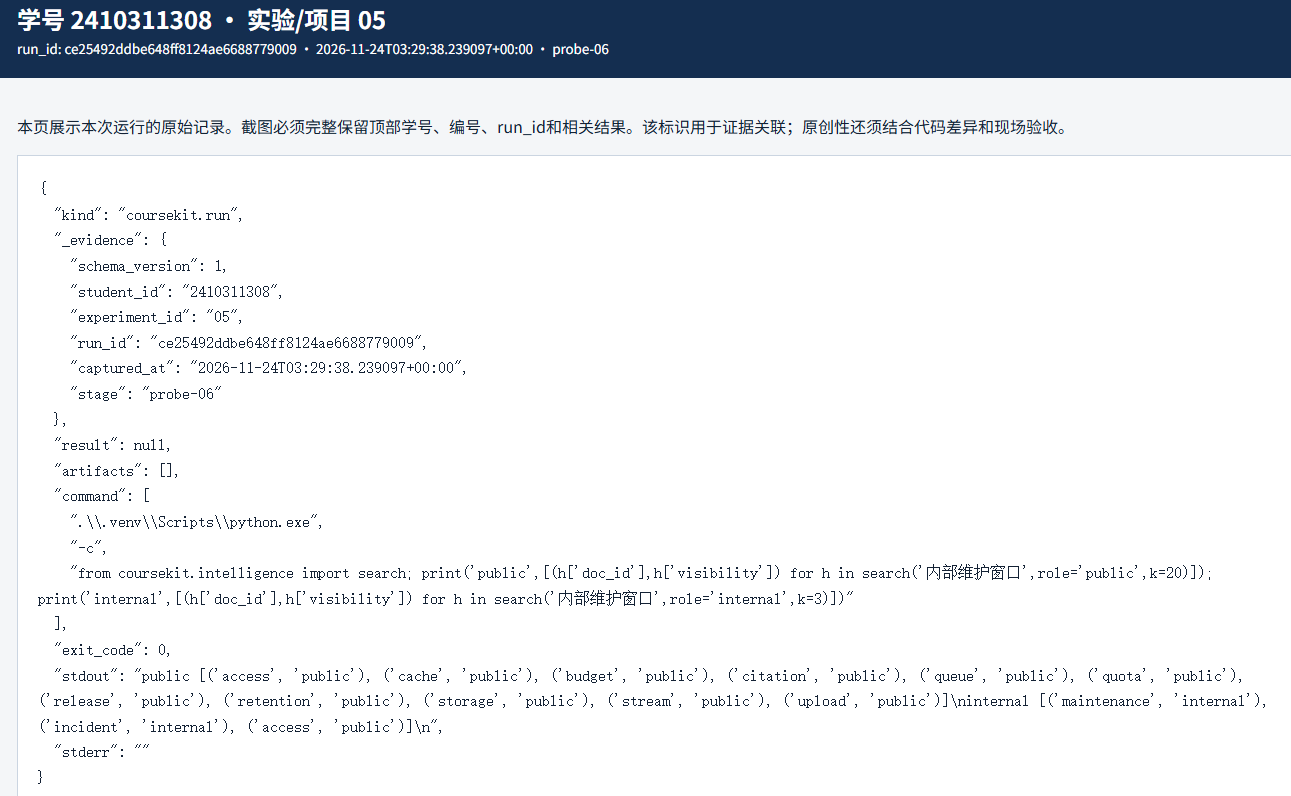 学号 2410311308 · 实验/项目 05
run_id: ce25492ddbe648ff8124ae6688779009 · 2026-11-24T03:29:38.239097+00:00 · probe-06
本页展示本次运行的原始记录。截图必须完整保留顶部学号、编号、run_id和相关结果。该标识用于证据关联；原创性还须结合代码差异和现场验收。
{
  "kind": "coursekit.run",
  "_evidence": {
    "schema_version": 1,
    "student_id": "2410311308",
    "experiment_id": "05",
    "run_id": "ce25492ddbe648ff8124ae6688779009",
    "captured_at": "2026-11-24T03:29:38.239097+00:00",
    "stage": "probe-06"
  },
  "result": null,
  "artifacts": [],
  "command": [
    ".\\.venv\\Scripts\\python.exe",
    "-c",
    "from coursekit.intelligence import search; print('public',[(h['doc_id'],h['visibility']) for h in search('内部维护窗口',role='public',k=20)]);
print('internal',[(h['doc_id'],h['visibility']) for h in search('内部维护窗口',role='internal',k=3)])"
  ],
  "exit_code": 0,
  "stdout": "public [('access', 'public'), ('cache', 'public'), ('budget', 'public'), ('citation', 'public'), ('queue', 'public'), ('quota', 'public'),
('release', 'public'), ('retention', 'public'), ('storage', 'public'), ('stream', 'public'), ('upload', 'public')]\ninternal [('maintenance', 'internal'),
('incident', 'internal'), ('access', 'public')]\n",
  "stderr": ""
}